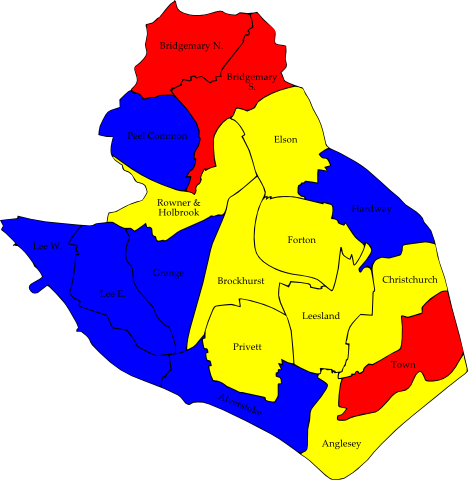 Bridgemary N.
Bridgemary
S.
Peel Common
Elson
Rowner &
Holbrook
Hardway
Forton
Lee W.
Grange
Christchurch
Brockhurst
Lee E.
Leesland
Privett
Town
Alverstoke
Anglesey